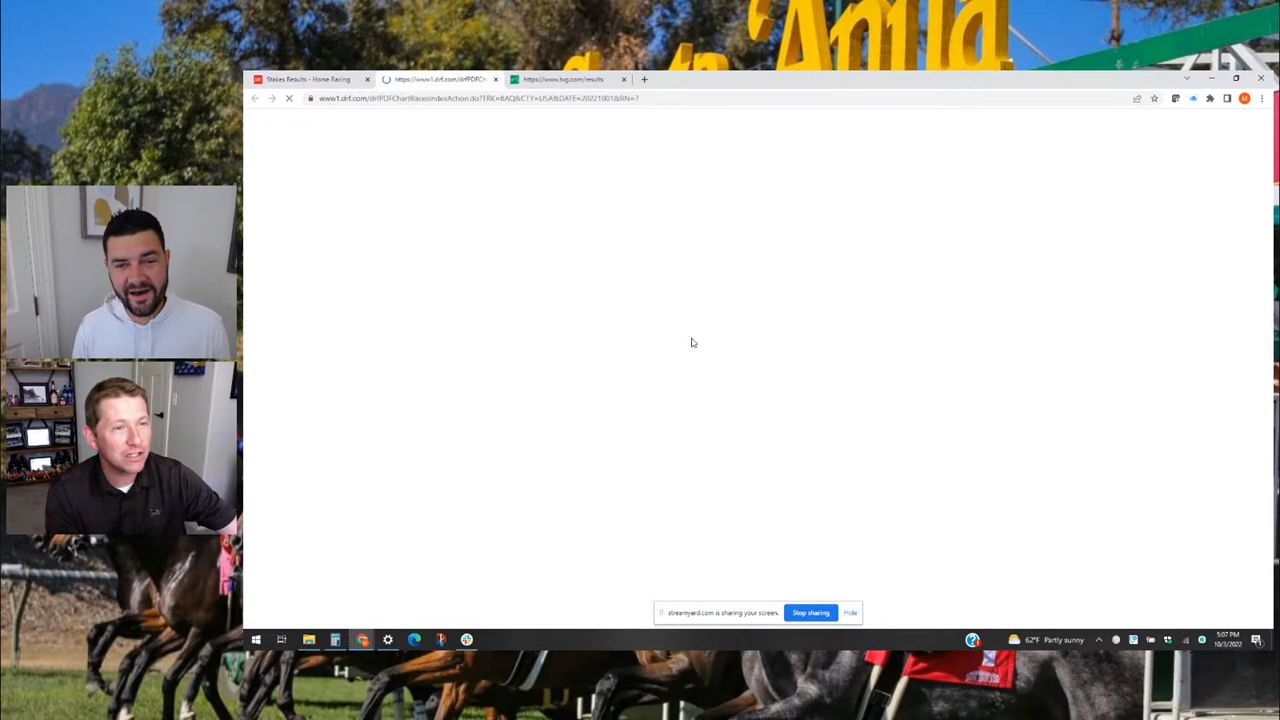 Anita
Stakes Results - Horse Racing
https://www1.drf.com/drfPDFCh
https://www.tvg.com/results
www1.drf.com/drfPDFChartRacesIndexAction.do?TRK=BAQ&CTY=USA&DATE=20221001&RN=7
M
streamyard.com is sharing your screen.
Stop sharing
Hide
62°F Partly sunny
5:07 PM
10/3/2022